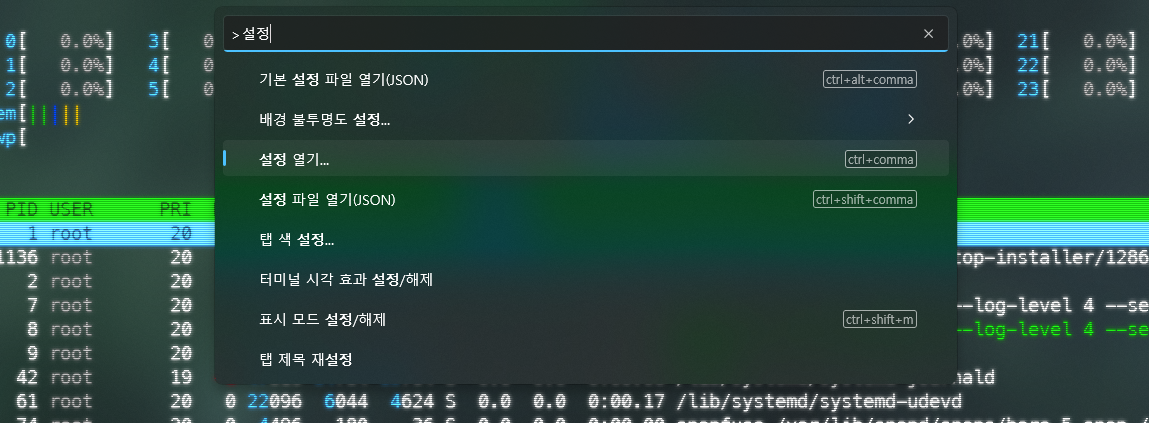 >설정
기본 설정 파일 열기(JSON) ctrl+alt+comma
배경 불투명도 설정...
설정 열기... ctrl+comma
설정 파일 열기(JSON) ctrl+shift+comma
탭 색 설정...
터미널 시각 효과 설정/해제
표시 모드 설정/해제 ctrl+shift+m
탭 제목 재설정
0[ 0.0%] 3[ 0 .0%] 21[ 0.0%]
1[ 0.0%] 4[ 0 .0%] 22[ 0.0%]
2[ 0.0%] 5[ 0 .0%] 23[ 0.0%]
em[|||||
wp[
PID USER PRI
1 root 20
1136 root 20 top-installer/1286
2 root 20
7 root 20 --log-level 4 --se
8 root 20 --log-level 4 --se
9 root 20
42 root 19 nald
61 root 20 0 22096 6044 4624 S 0.0 0.0 0:00.17 /lib/systemd/systemd-udevd